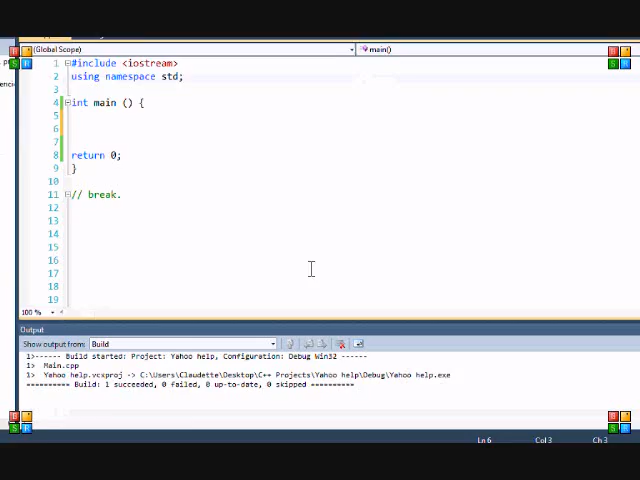 (Global Scope)
main()
1 #include <iostream>
2 using namespace std;
3
4 int main () {
5
6
7
8 return 0;
9 }
10
11 // break.
12
13
14
15
16
17
18
19
100 %
Output
Show output from: Build
1>------ Build started: Project: Yahoo help, Configuration: Debug Win32 ------
1> Main.cpp
1> Yahoo help.vcxproj -> C:\Users\Claudette\Desktop\C++ Projects\Yahoo help\Debug\Yahoo help.exe
========== Build: 1 succeeded, 0 failed, 0 up-to-date, 0 skipped ==========
Ln 6 Col 3 Ch 3